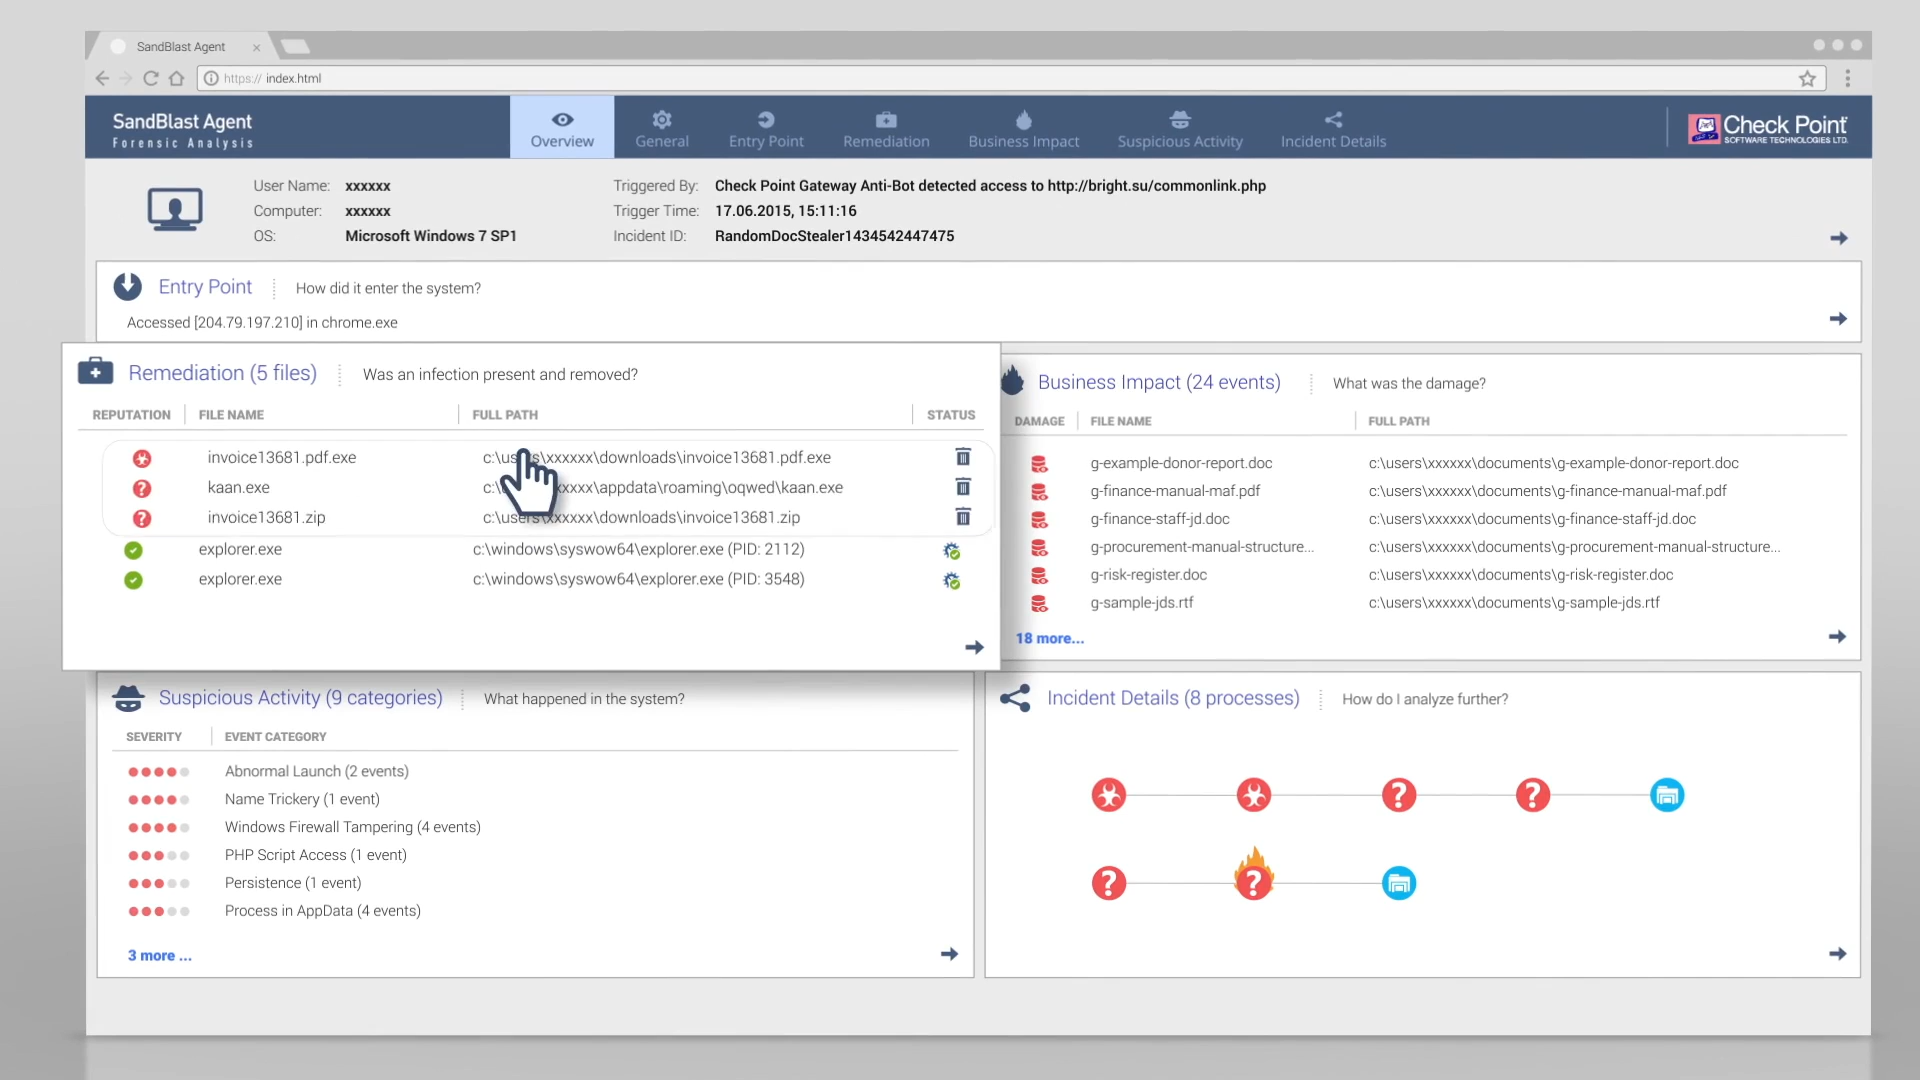 SandBlast Agent
https:// index.html
SandBlast Agent
Forensic Analysis
Overview
General
Entry Point
Remediation
Business Impact
Suspicious Activity
Incident Details
Check Point
SOFTWARE TECHNOLOGIES LTD.
User Name: xxxxxx
Computer: xxxxxx
OS: Microsoft Windows 7 SP1
Triggered By: Check Point Gateway Anti-Bot detected access to http://bright.su/commonlink.php
Trigger Time: 17.06.2015, 15:11:16
Incident ID: RandomDocStealer1434542447475
Entry Point How did it enter the system?
Accessed [204.79.197.210] in chrome.exe
Remediation (5 files) Was an infection present and removed?
REPUTATION FILE NAME FULL PATH STATUS
invoice13681.pdf.exe c:\users\xxxxxx\downloads\invoice13681.pdf.exe
kaan.exe c:\ xxxxx\appdata\roaming\oqwed\kaan.exe
invoice13681.zip c:\users\xxxxxx\downloads\invoice13681.zip
explorer.exe c:\windows\syswow64\explorer.exe (PID: 2112)
explorer.exe c:\windows\syswow64\explorer.exe (PID: 3548)
Business Impact (24 events) What was the damage?
DAMAGE FILE NAME FULL PATH
g-example-donor-report.doc c:\users\xxxxxx\documents\g-example-donor-report.doc
g-finance-manual-maf.pdf c:\users\xxxxxx\documents\g-finance-manual-maf.pdf
g-finance-staff-jd.doc c:\users\xxxxxx\documents\g-finance-staff-jd.doc
g-procurement-manual-structure... c:\users\xxxxxx\documents\g-procurement-manual-structure...
g-risk-register.doc c:\users\xxxxxx\documents\g-risk-register.doc
g-sample-jds.rtf c:\users\xxxxxx\documents\g-sample-jds.rtf
18 more...
Suspicious Activity (9 categories) What happened in the system?
SEVERITY EVENT CATEGORY
Abnormal Launch (2 events)
Name Trickery (1 event)
Windows Firewall Tampering (4 events)
PHP Script Access (1 event)
Persistence (1 event)
Process in AppData (4 events)
3 more ...
Incident Details (8 processes) How do I analyze further?